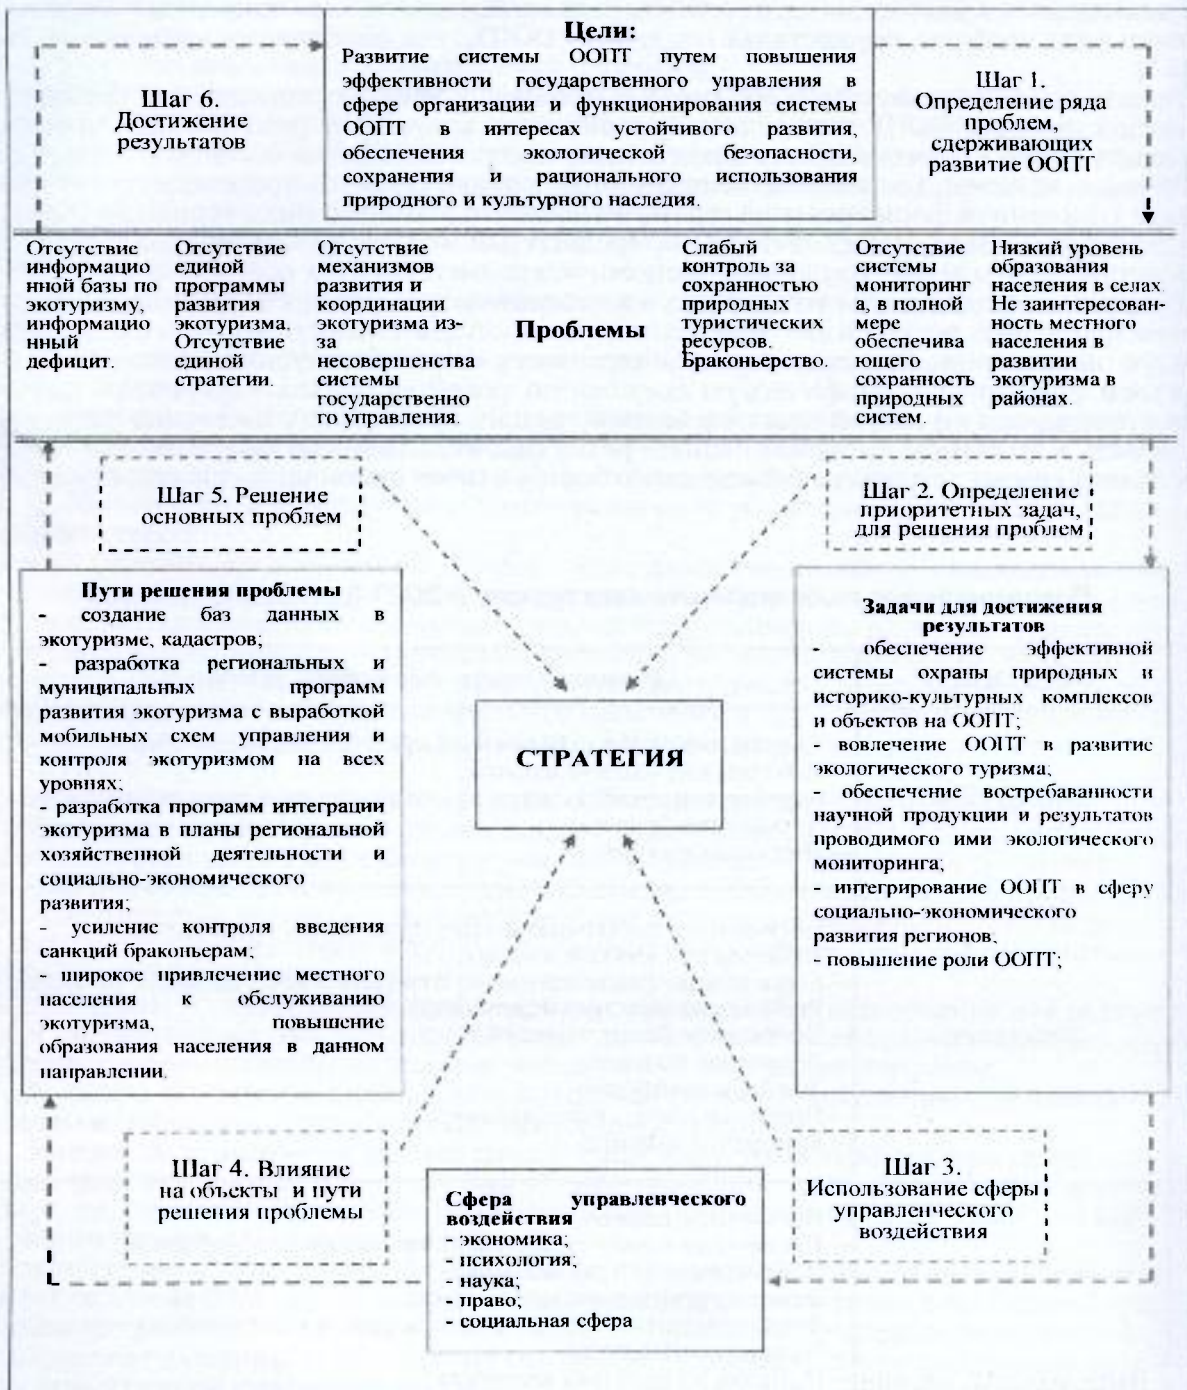 Цели:
Развитие системы ООПТ путем повышения
эффективности государственного управления в
сфере организации и функционирования системы
ООПТ в интересах устойчивого развития,
обеспечения экологической безопасности,
сохранения и рационального использования
природного и культурного наследия.
Шаг 6.
Достижение
результатов
Шаг 1.
Определение ряда
проблем,
сдерживающих
развитие ООПТ
Отсутствие
информацио
нной базы по
экотуризму,
информацио
нный
дефицит.
Отсутствие
единой
программы
развития
экотуризма.
Отсутствие
единой
стратегии.
Отсутствие
механизмов
развития и
координации
экотуризма из-
за
несовершенства
системы
государственно
го управления.
Проблемы
Слабый
контроль за
сохранностью
природных
туристических
ресурсов.
Браконьерство.
Отсутствие
системы
мониторинг
а, в полной
мере
обеспечива
ющего
сохранность
природных
систем.
Низкий уровень
образования
населения в селах.
Не заинтересован-
ность местного
населения в
развитии
экотуризма в
районах.
Шаг 5. Решение
основных проблем
Шаг 2. Определение
приоритетных задач,
для решения проблем
Пути решения проблемы
- создание баз данных в
экотуризме, кадастров;
- разработка региональных и
муниципальных программ
развития экотуризма с выработкой
мобильных схем управления и
контроля экотуризмом на всех
уровнях;
- разработка программ интеграции
экотуризма в планы региональной
хозяйственной деятельности и
социально-экономического
развития;
- усиление контроля введения
санкций браконьерам;
- широкое привлечение местного
населения к обслуживанию
экотуризма, повышение
образования населения в данном
направлении.
СТРАТЕГИЯ
Задачи для достижения
результатов
- обеспечение эффективной
системы охраны природных и
историко-культурных комплексов
и объектов на ООПТ;
- вовлечение ООПТ в развитие
экологического туризма;
- обеспечение востребаванности
научной продукции и результатов
проводимого ими экологического
мониторинга;
- интегрирование ООПТ в сферу
социально-экономического
развития регионов;
- повышение роли ООПТ;
Шаг 4. Влияние
на объекты и пути
решения проблемы
Сфера управленческого
воздействия
- экономика;
- психология;
- наука;
- право;
- социальная сфера
Шаг 3.
Использование сферы
управленческого
воздействия